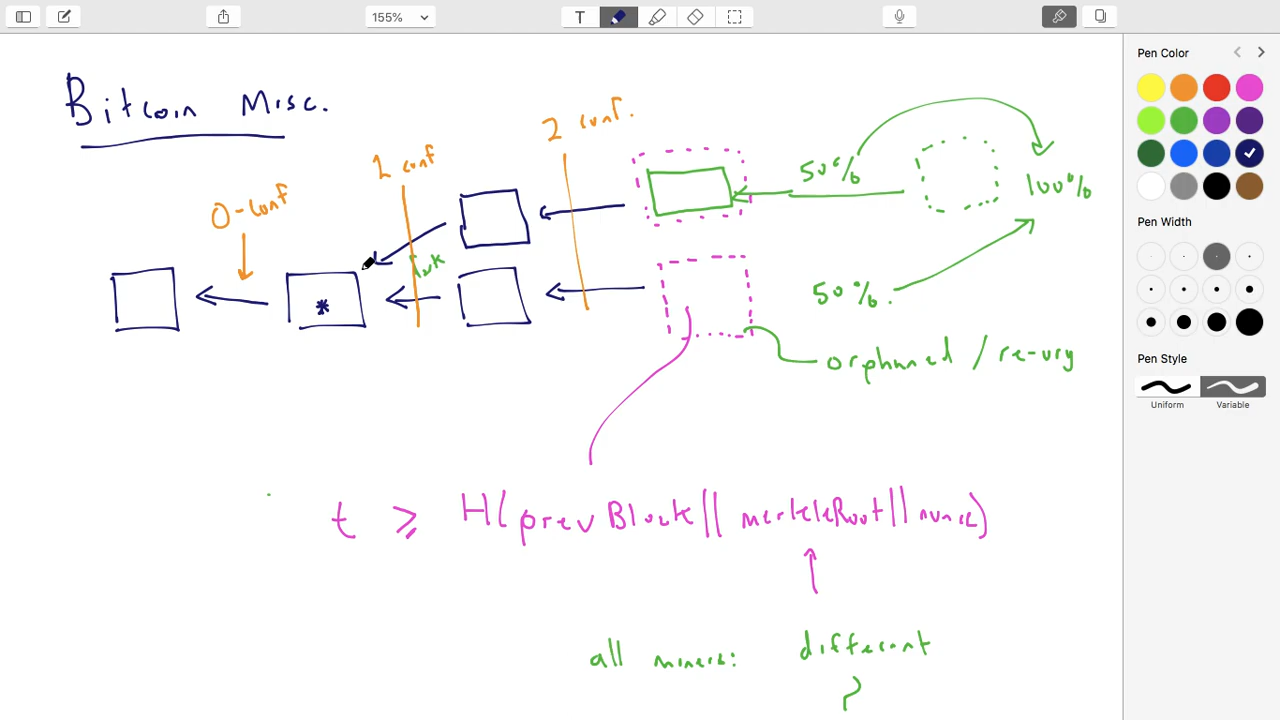 155%
T
Bitcoin Misc.
0-conf
1 conf
2 conf.
50%
100%
50%.
orphaned / re-org
t ≥ H(prevBlock || merkleRoot || nonce)
all miners: different
Pen Color
Pen Width
Pen Style
Uniform
Variable